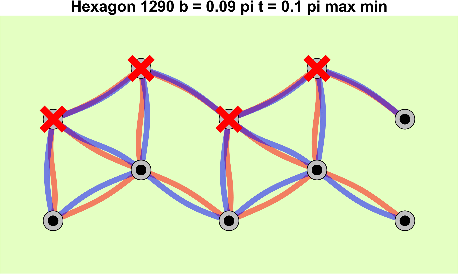 Hexagon 1290 b = 0.09 pi t = 0.1 pi max min